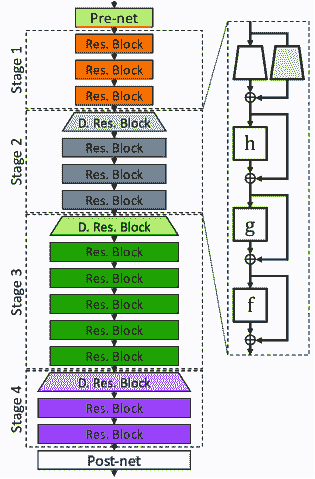 Pre-net
Stage 1
Res. Block
Res. Block
Res. Block
Stage 2
D. Res. Block
Res. Block
Res. Block
Res. Block
Stage 3
D. Res. Block
Res. Block
Res. Block
Res. Block
Res. Block
Res. Block
Stage 4
D. Res. Block
Res. Block
Res. Block
Post-net
h
g
f